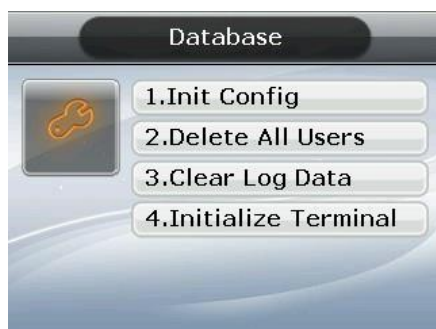 Database
1.Init Config
2.Delete All Users
3.Clear Log Data
4.Initialize Terminal